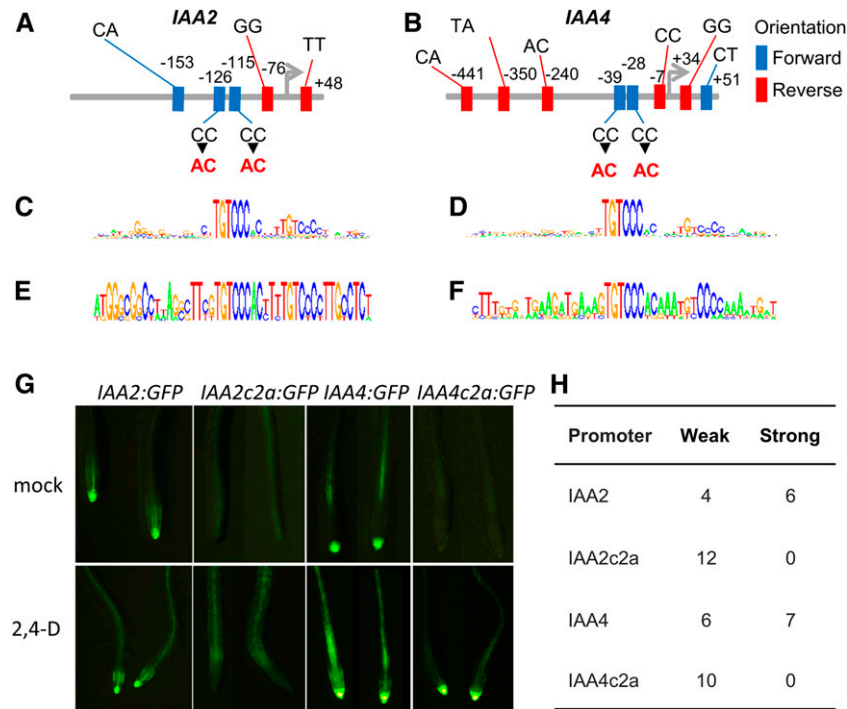 A
IAA2
CA
-153
-126
-115
GG
-76
TT
+48
CC
CC
AC
AC
B
IAA4
CA
TA
-441
-350
AC
-240
-39
-28
CC
-7
+34
GG
CT
+51
CC
CC
AC
AC
Orientation
Forward
Reverse
C
TGTCCC
D
TGTCCC
E
F
G
IAA2:GFP IAA2c2a:GFP IAA4:GFP IAA4c2a:GFP
mock
2,4-D
H
Promoter Weak Strong
IAA2 4 6
IAA2c2a 12 0
IAA4 6 7
IAA4c2a 10 0